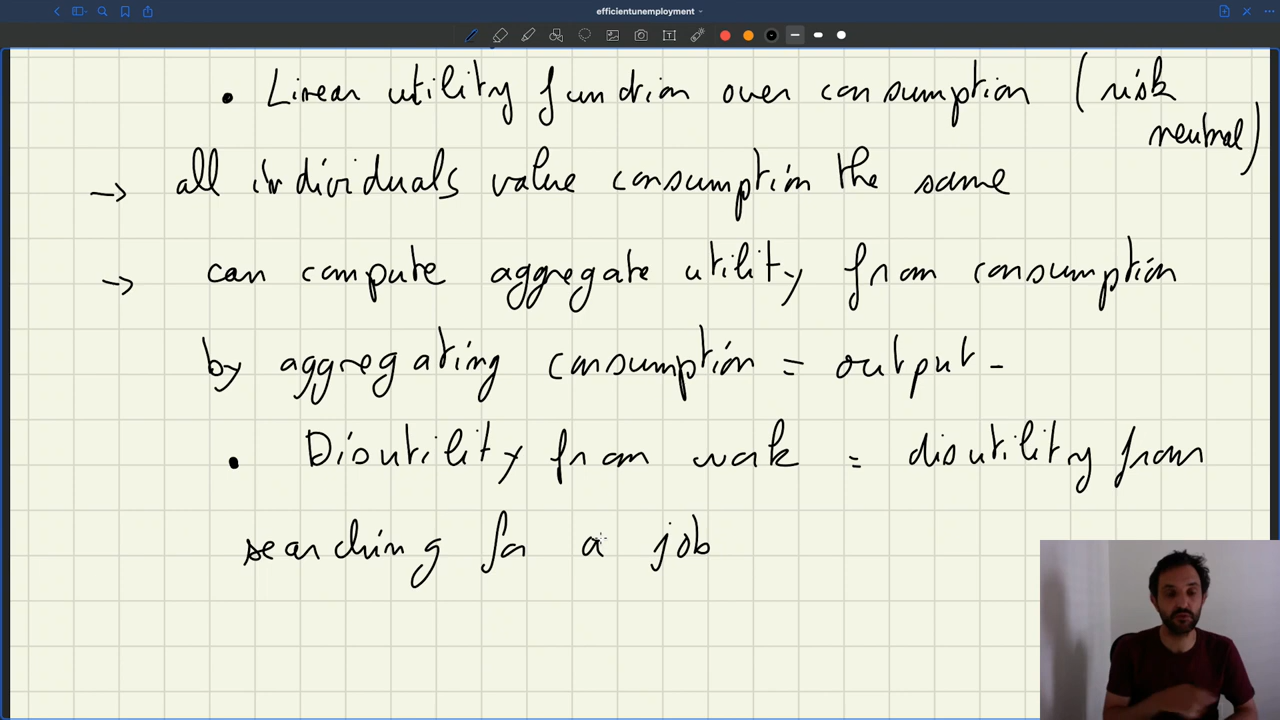 efficientunemployment
• Linear utility function over consumption (risk
neutral)
→ all individuals value consumption the same
→ can compute aggregate utility from consumption
by aggregating consumption = output -
• Disutility from work = disutility from
searching for a job